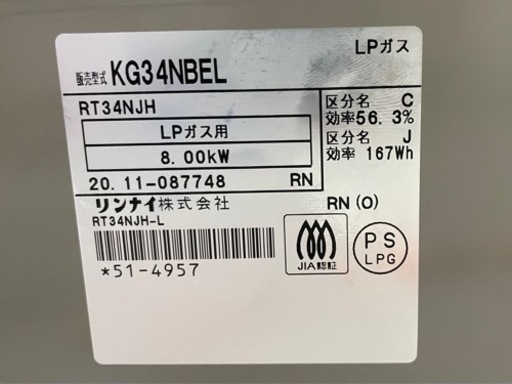 LPガス
販売型式 KG34NBEL
RT34NJH
LPガス用
8.00kW
20.11-087748 RN
区分名 C
効率56.3%
区分名 J
効率 167Wh
リンナイ株式会社
RN(O)
RT34NJH-L
*51-4957
JIA認証
PS
LPG